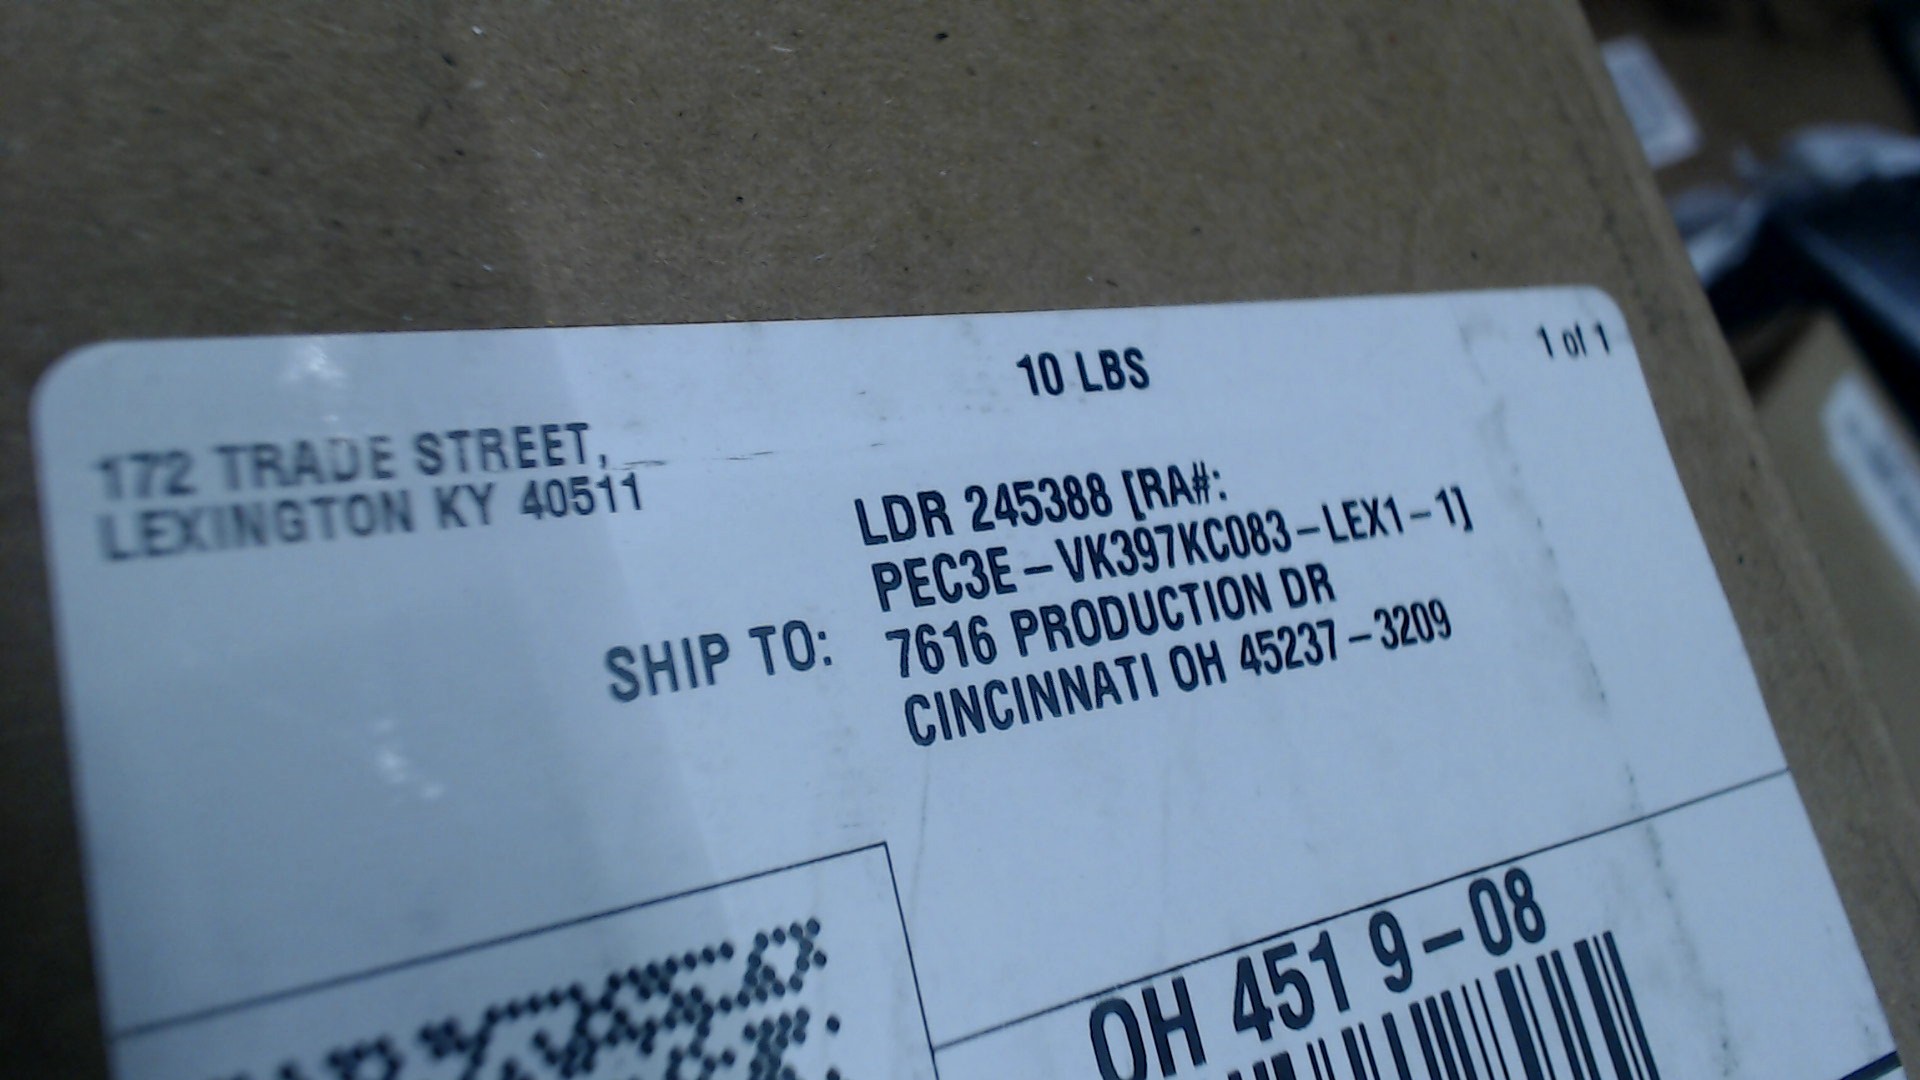 10 LBS
1 of 1
172 TRADE STREET,
LEXINGTON KY 40511
LDR 245388 [RA#:
PEC3E-VK397KC083-LEX1-1]
SHIP TO: 7616 PRODUCTION DR
CINCINNATI OH 45237-3209
OH 451 9-08